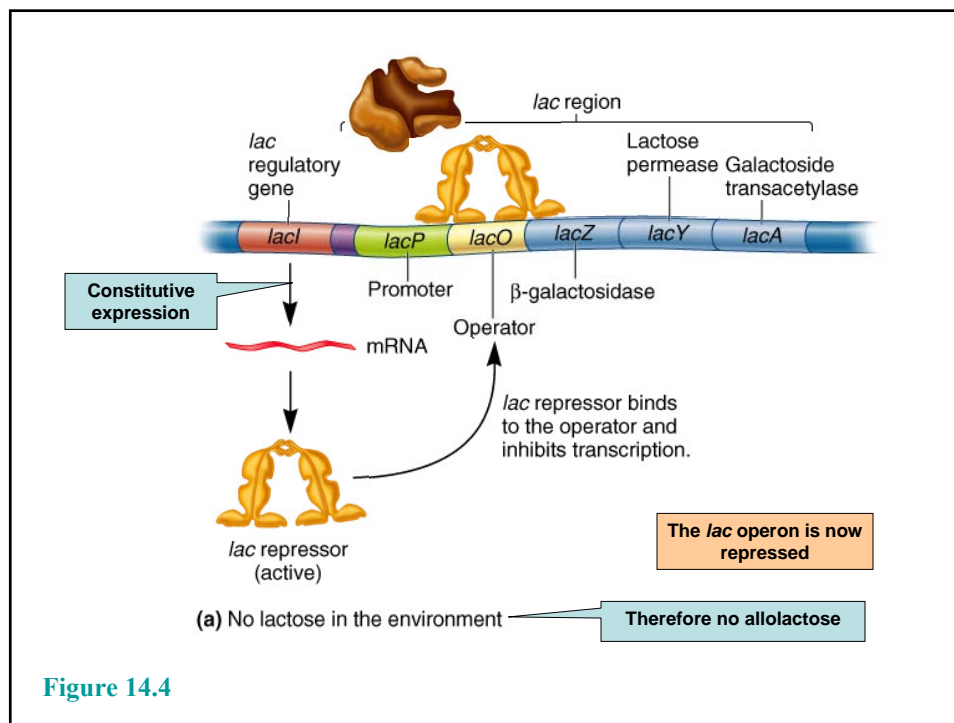 lac region
lac
regulatory
gene
Lactose
permease
Galactoside
transacetylase
lacI
lacP
lacO
lacZ
lacY
lacA
Constitutive
expression
Promoter
β-galactosidase
Operator
mRNA
lac repressor binds
to the operator and
inhibits transcription.
lac repressor
(active)
The lac operon is now
repressed
(a) No lactose in the environment
Therefore no allolactose
Figure 14.4